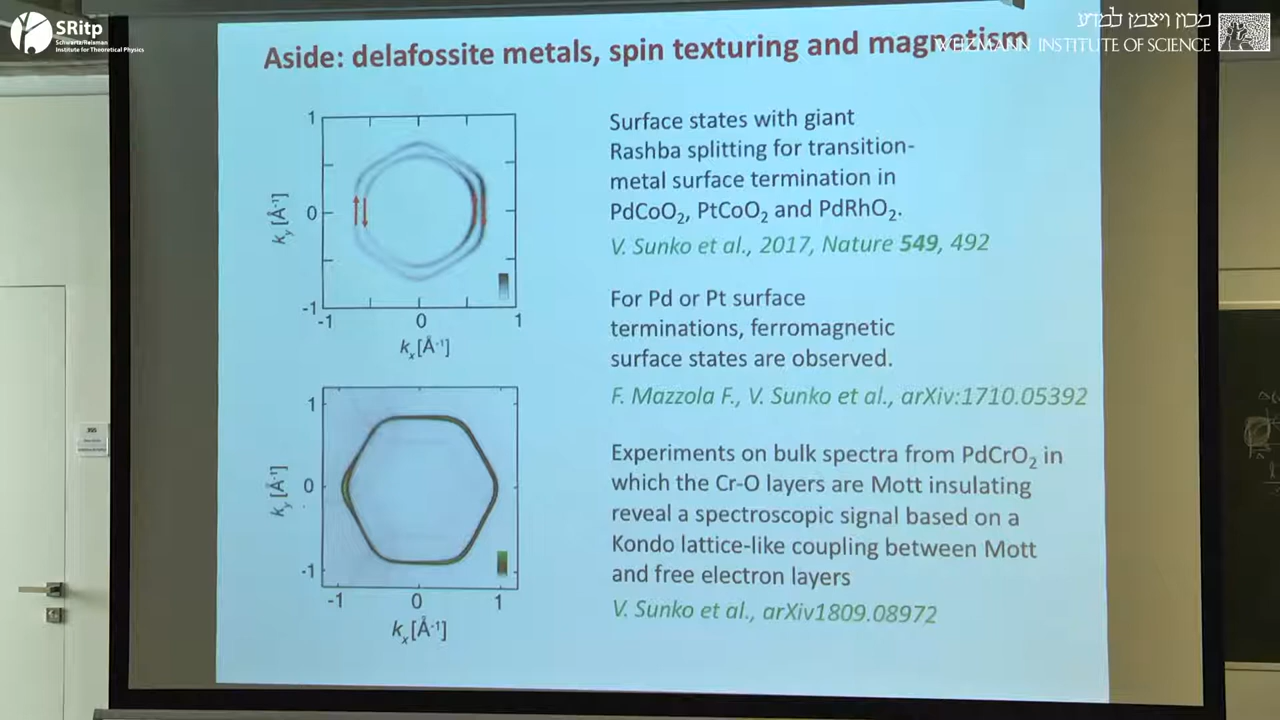 SRitp
Schwartz/Reisman
Institute for Theoretical Physics
מכון ויצמן למדע
WEIZMANN INSTITUTE OF SCIENCE
Aside: delafossite metals, spin texturing and magnetism
1
0
-1
-1
0
1
k_y [Å⁻¹]
k_x [Å⁻¹]
Surface states with giant
Rashba splitting for transition-
metal surface termination in
PdCoO₂, PtCoO₂ and PdRhO₂.
V. Sunko et al., 2017, Nature 549, 492
For Pd or Pt surface
terminations, ferromagnetic
surface states are observed.
F. Mazzola F., V. Sunko et al., arXiv:1710.05392
1
0
-1
-1
0
1
k_y [Å⁻¹]
k_x [Å⁻¹]
Experiments on bulk spectra from PdCrO₂ in
which the Cr-O layers are Mott insulating
reveal a spectroscopic signal based on a
Kondo lattice-like coupling between Mott
and free electron layers
V. Sunko et al., arXiv1809.08972